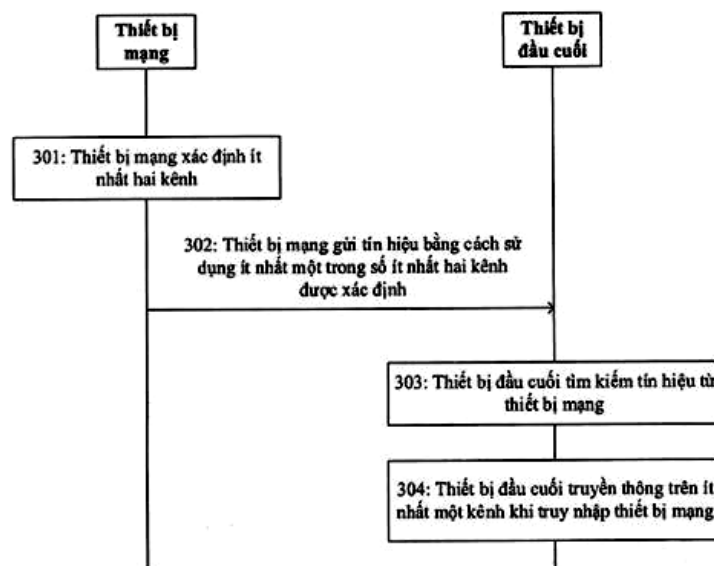 Thiết bị
mạng
Thiết bị
đầu cuối
301: Thiết bị mạng xác định ít
nhất hai kênh
302: Thiết bị mạng gửi tín hiệu bằng cách sử
dụng ít nhất một trong số ít nhất hai kênh
được xác định
303: Thiết bị đầu cuối tìm kiếm tín hiệu từ
thiết bị mạng
304: Thiết bị đầu cuối truyền thông trên ít
nhất một kênh khi truy nhập thiết bị mạng